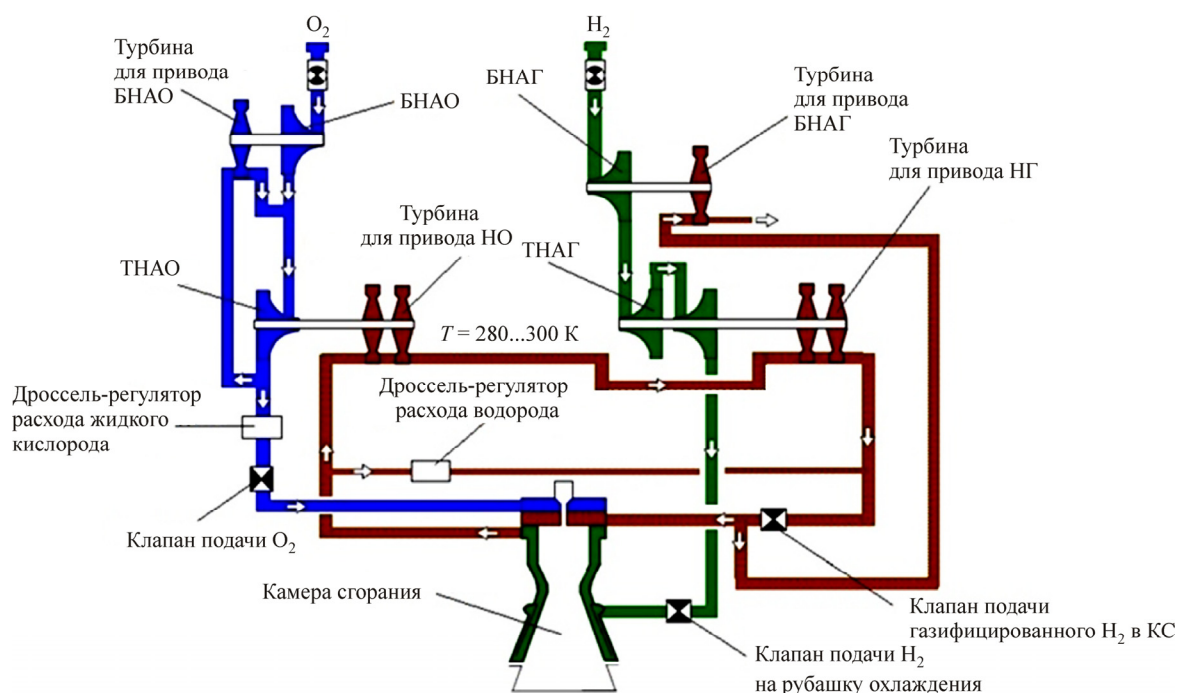 O₂
H₂
Турбина
для привода
БНАО
БНАО
БНАГ
Турбина
для привода
БНАГ
Турбина
для привода НГ
Турбина
для привода НО
ТНАО
ТНАГ
T = 280...300 К
Дроссель-регулятор
расхода жидкого
кислорода
Дроссель-регулятор
расхода водорода
Клапан подачи O₂
Камера сгорания
Клапан подачи
газифицированного H₂ в КС
Клапан подачи H₂
на рубашку охлаждения